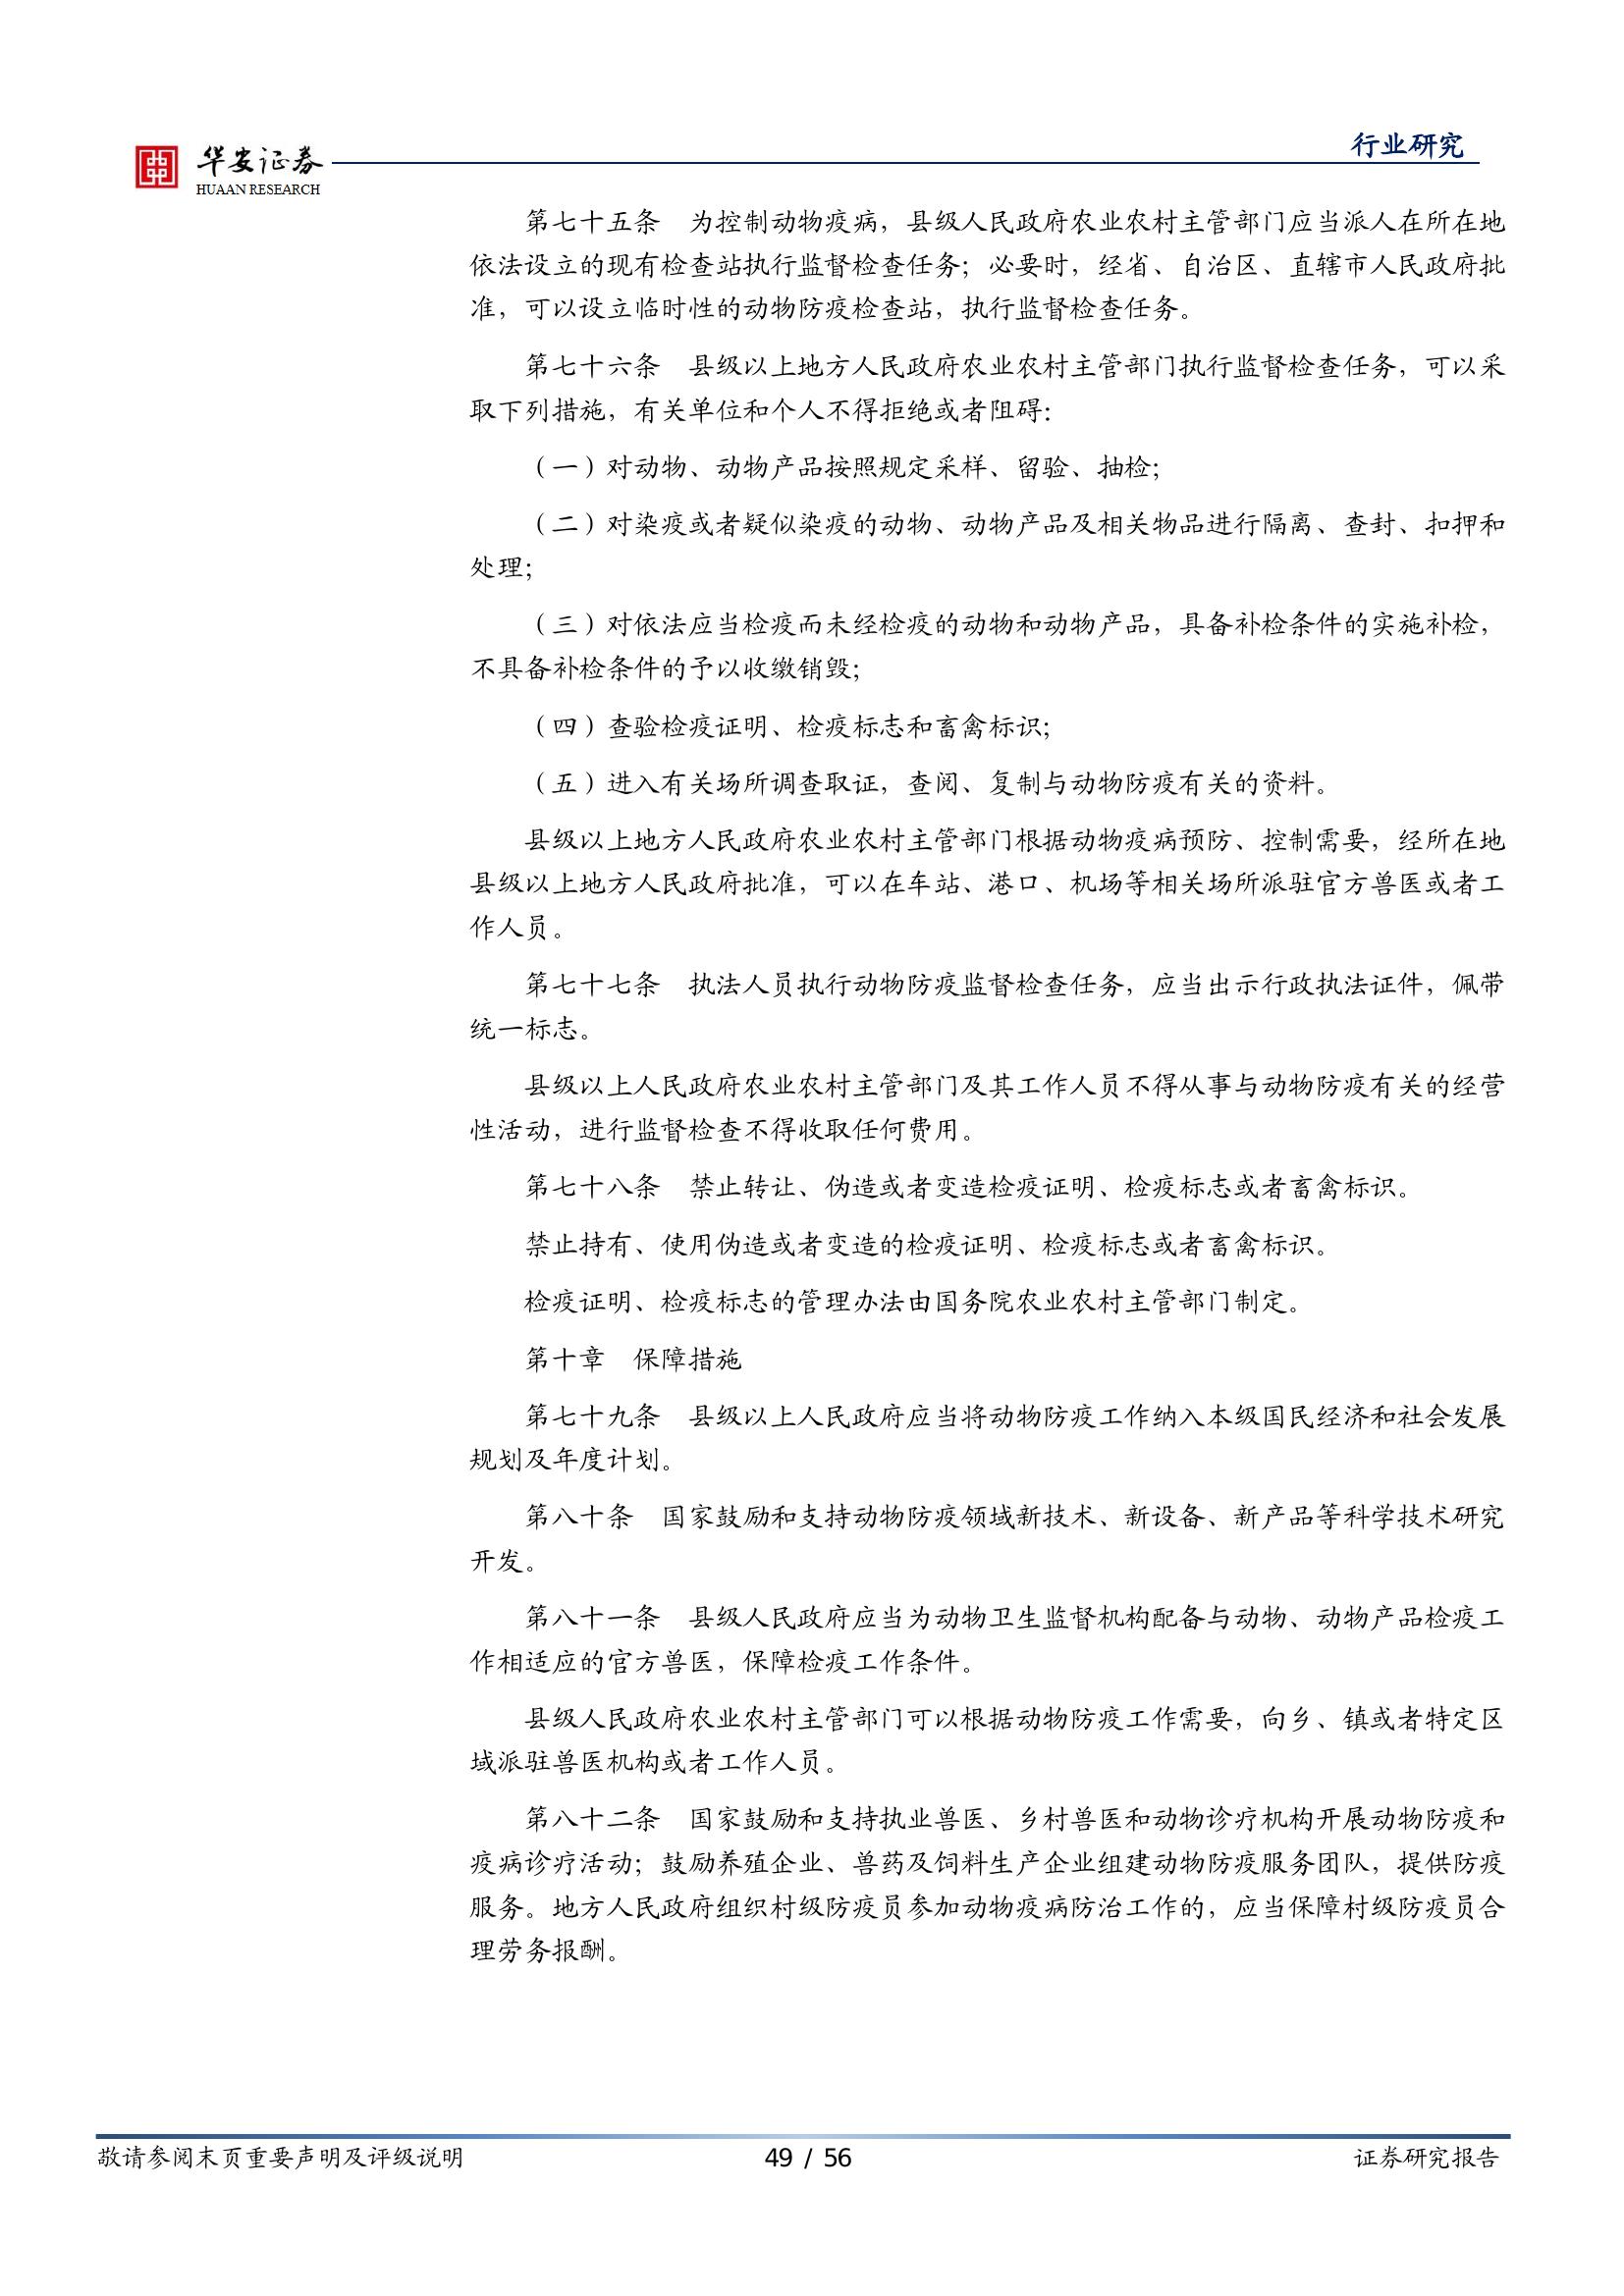 华安证券
HUAAN RESEARCH
行业研究
第七十五条　为控制动物疫病，县级人民政府农业农村主管部门应当派人在所在地
依法设立的现有检查站执行监督检查任务；必要时，经省、自治区、直辖市人民政府批
准，可以设立临时性的动物防疫检查站，执行监督检查任务。
第七十六条　县级以上地方人民政府农业农村主管部门执行监督检查任务，可以采
取下列措施，有关单位和个人不得拒绝或者阻碍：
（一）对动物、动物产品按照规定采样、留验、抽检；
（二）对染疫或者疑似染疫的动物、动物产品及相关物品进行隔离、查封、扣押和
处理；
（三）对依法应当检疫而未经检疫的动物和动物产品，具备补检条件的实施补检，
不具备补检条件的予以收缴销毁；
（四）查验检疫证明、检疫标志和畜禽标识；
（五）进入有关场所调查取证，查阅、复制与动物防疫有关的资料。
县级以上地方人民政府农业农村主管部门根据动物疫病预防、控制需要，经所在地
县级以上地方人民政府批准，可以在车站、港口、机场等相关场所派驻官方兽医或者工
作人员。
第七十七条　执法人员执行动物防疫监督检查任务，应当出示行政执法证件，佩带
统一标志。
县级以上人民政府农业农村主管部门及其工作人员不得从事与动物防疫有关的经营
性活动，进行监督检查不得收取任何费用。
第七十八条　禁止转让、伪造或者变造检疫证明、检疫标志或者畜禽标识。
禁止持有、使用伪造或者变造的检疫证明、检疫标志或者畜禽标识。
检疫证明、检疫标志的管理办法由国务院农业农村主管部门制定。
第十章　保障措施
第七十九条　县级以上人民政府应当将动物防疫工作纳入本级国民经济和社会发展
规划及年度计划。
第八十条　国家鼓励和支持动物防疫领域新技术、新设备、新产品等科学技术研究
开发。
第八十一条　县级人民政府应当为动物卫生监督机构配备与动物、动物产品检疫工
作相适应的官方兽医，保障检疫工作条件。
县级人民政府农业农村主管部门可以根据动物防疫工作需要，向乡、镇或者特定区
域派驻兽医机构或者工作人员。
第八十二条　国家鼓励和支持执业兽医、乡村兽医和动物诊疗机构开展动物防疫和
疫病诊疗活动；鼓励养殖企业、兽药及饲料生产企业组建动物防疫服务团队，提供防疫
服务。地方人民政府组织村级防疫员参加动物疫病防治工作的，应当保障村级防疫员合
理劳务报酬。
敬请参阅末页重要声明及评级说明
49 / 56
证券研究报告